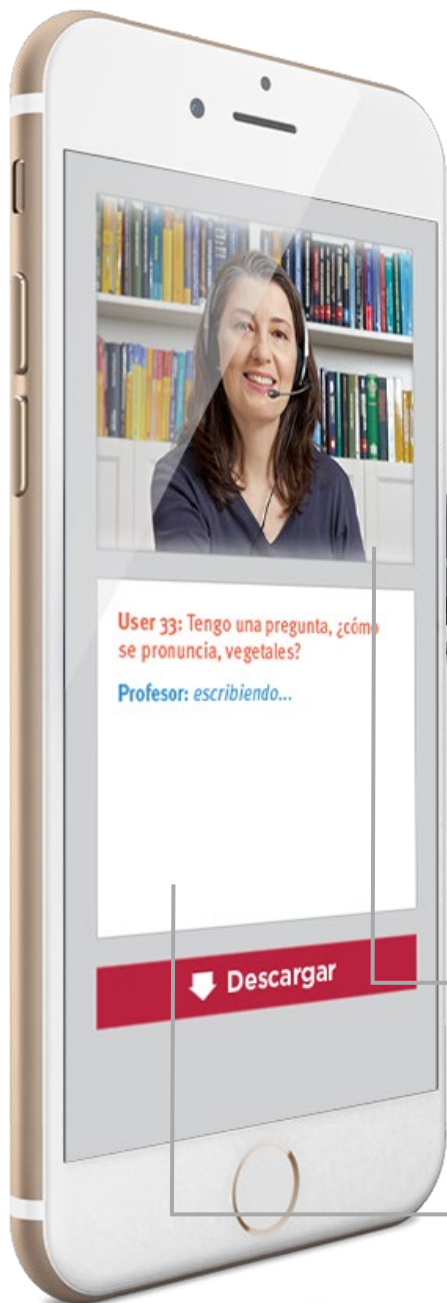 User 33: Tengo una pregunta, ¿cómo
se pronuncia, vegetales?
Profesor: escribiendo...
Descargar